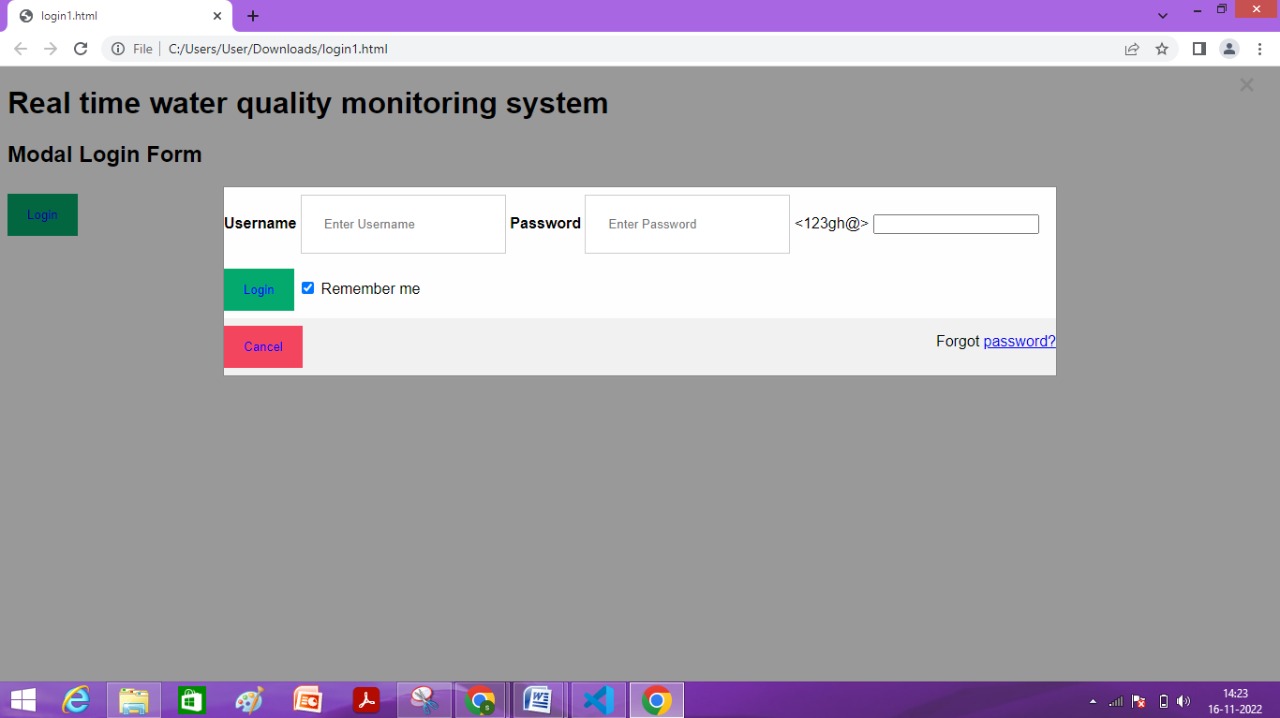 login1.html
File C:/Users/User/Downloads/login1.html
Real time water quality monitoring system
Modal Login Form
Login
Username Enter Username Password Enter Password <123gh@>
Login Remember me
Cancel Forgot password?
14:23
16-11-2022